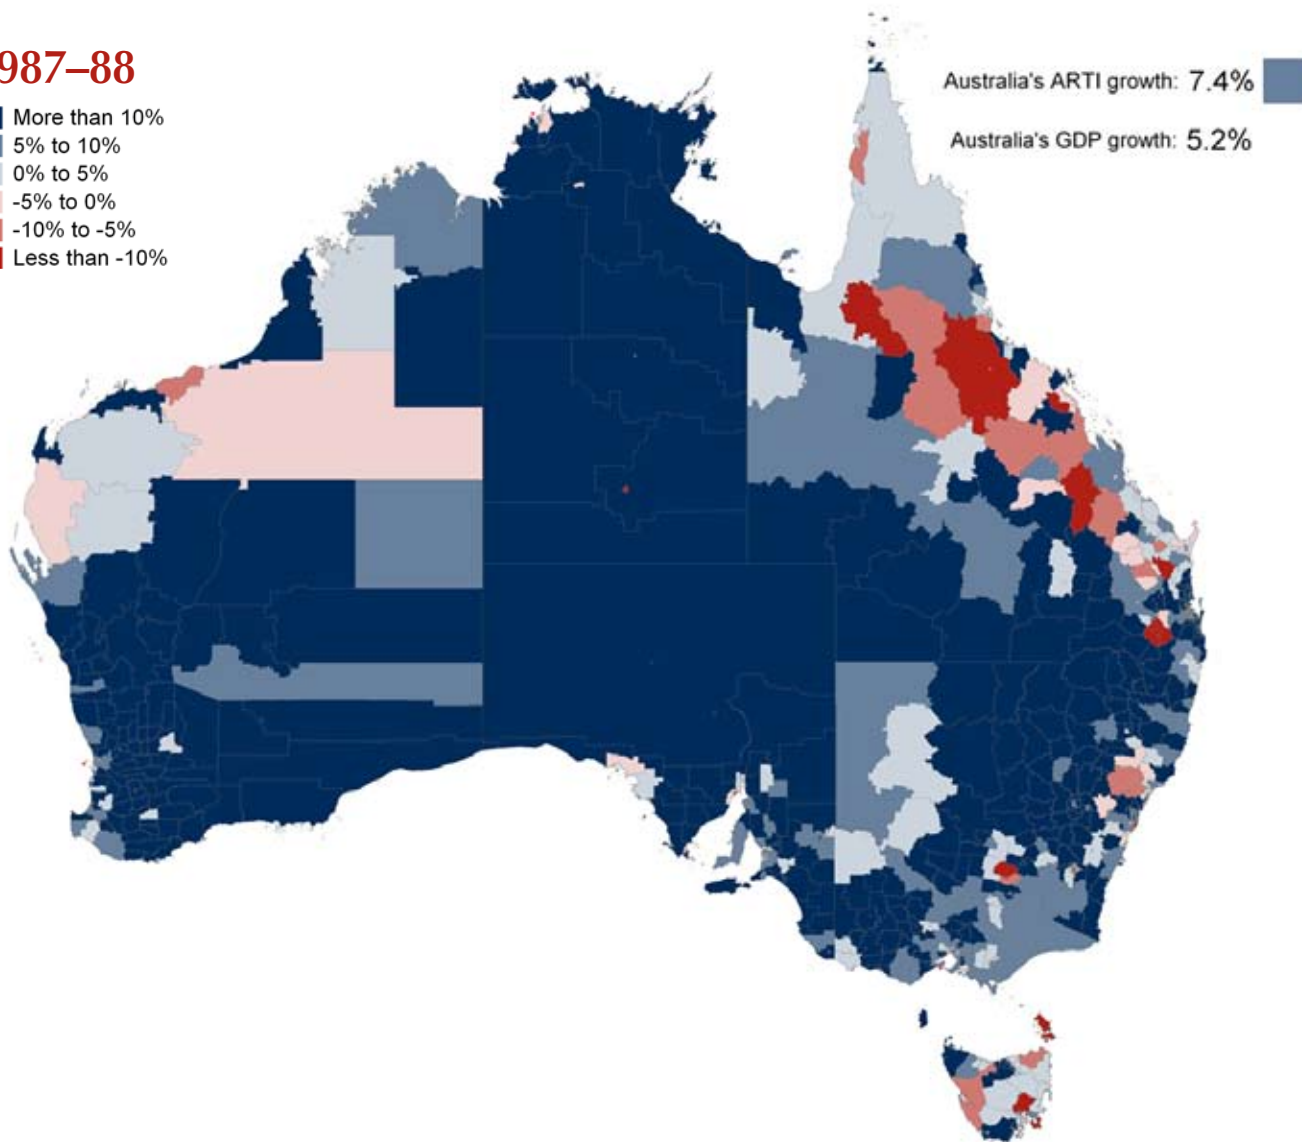 987–88
More than 10%
5% to 10%
0% to 5%
-5% to 0%
-10% to -5%
Less than -10%
Australia's ARTI growth: 7.4%
Australia's GDP growth: 5.2%